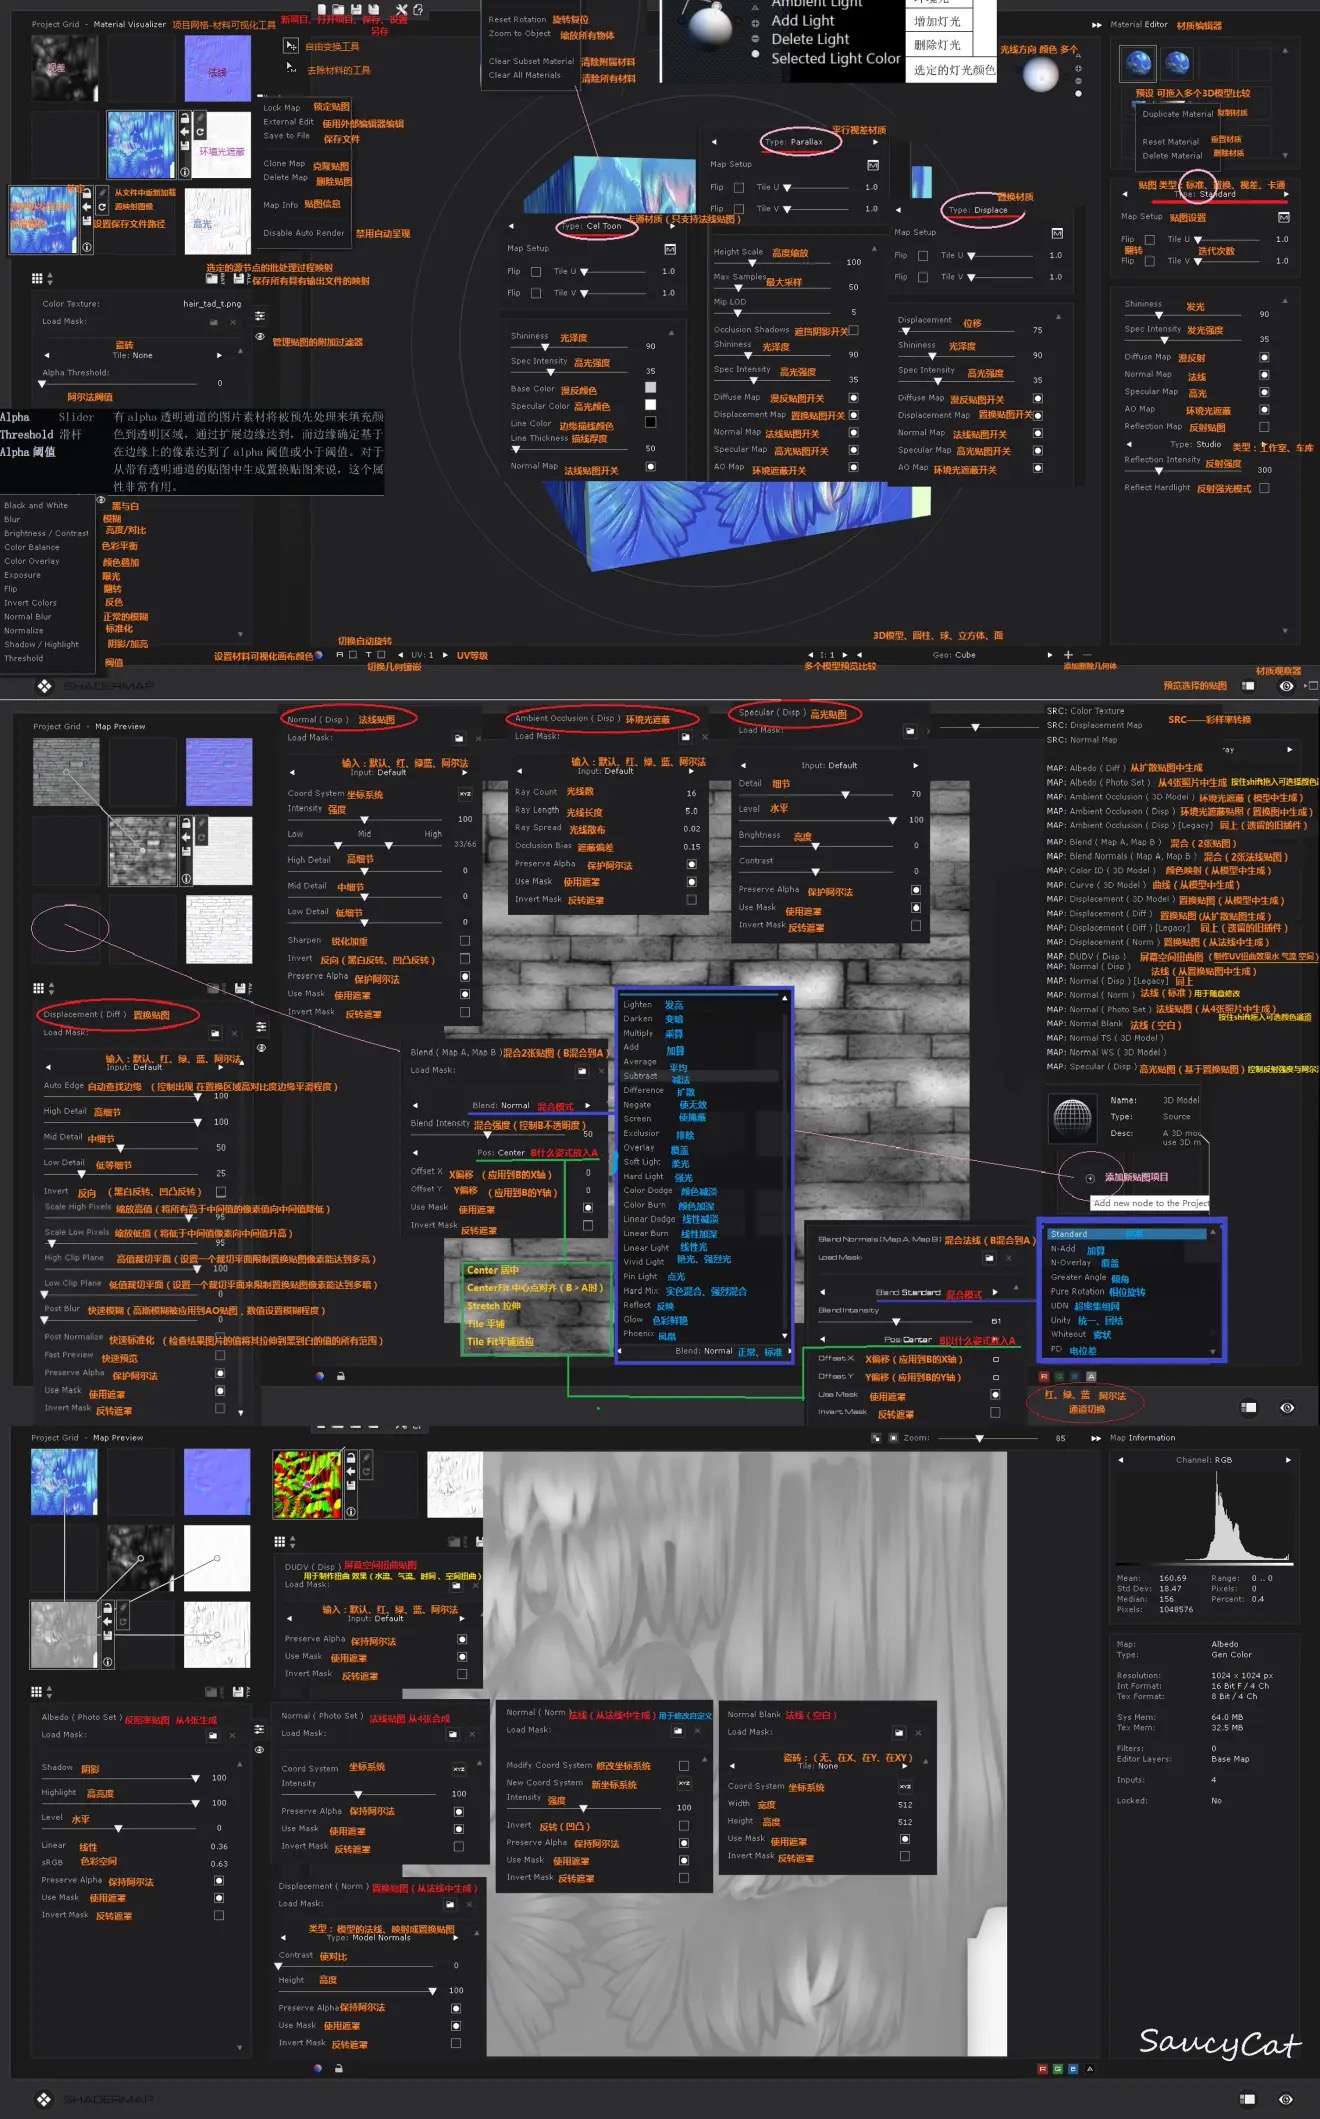 Project Grid - Material Visualizer 项目网格-材料可视化工具
新项目、打开项目、保存、设置
另存
自由变换工具
去除材料的工具
视差
法线
环境光遮蔽
高光
Lock Map 锁定贴图
External Edit 使用外部编辑器编辑
Save to File 保存文件
Clone Map 克隆贴图
Delete Map 删除贴图
Map Info 贴图信息
Disable Auto Render 禁用自动呈现
从文件中重新加载
源映射图像
设置保存文件路径
选定的源节点的批处理过程映射
保存所有具有输出文件的映射
Color Texture: hair_tad_t.png
Load Mask:
瓷砖
Tile: None
管理贴图的附加过滤器
Alpha Threshold: 0
阿尔法阈值
Alpha Slider 有 alpha 透明通道的图片素材将被预先处理来填充颜
Threshold 滑杆 色到透明区域，通过扩展边缘达到，而边缘确定基于
Alpha 阈值 在边缘上的像素达到了 alpha 阈值或小于阈值。对于
从带有透明通道的贴图中生成置换贴图来说，这个属
性非常有用。
Black and White 黑与白
Blur 模糊
Brightness / Contrast 高度/对比
Color Balance 色彩平衡
Color Overlay 颜色叠加
Exposure 曝光
Flip 翻转
Invert Colors 反色
Normal Blur 正常的模糊
Normalize 标准化
Shadow / Highlight 阴影/加亮
Threshold 阈值
Reset Rotation 旋转复位
Zoom to Object 缩放所有物体
Clear Subset Material 清除附属材料
Clear All Materials 清除所有材料
Ambient Light
Add Light 增加灯光
Delete Light 删除灯光
Selected Light Color 选定的灯光颜色
光线方向 颜色 多个
Type: Cel Toon
卡通材质（只支持法线贴图）
Map Setup
Flip Tile U 1.0
Flip Tile V 1.0
Shininess 光泽度 90
Spec Intensity 高光强度 35
Base Color 漫反颜色
Specular Color 高光颜色
Line Color 边缘描线颜色
Line Thickness 描线厚度
Normal Map 法线贴图开关
平行视差材质
Type: Parallax
Map Setup
Flip Tile U 1.0
Flip Tile V 1.0
Height Scale 高度缩放 100
Max Samples 最大采样 50
Mip LOD 5
Occlusion Shadows 遮挡阴影开关
Shininess 光泽度 90
Spec Intensity 高光强度 35
Diffuse Map 漫反贴图开关
Displacement Map 置换贴图开关
Normal Map 法线贴图开关
Specular Map 高光贴图开关
AO Map 环境光遮蔽开关
置换材质
Type: Displace
Map Setup
Flip Tile U 1.0
Flip Tile V 1.0
Displacement 位移 75
Shininess 光泽度 90
Spec Intensity 高光强度 35
Diffuse Map 漫反贴图开关
Displacement Map 置换贴图开关
Normal Map 法线贴图开关
Specular Map 高光贴图开关
AO Map 环境光遮蔽开关
Material Editor 材质编辑器
预设 可拖入多个3D模型比较
Duplicate Material 复制材质
Reset Material 重置材质
Delete Material 删除材质
贴图 类型：标准、置换、视差、卡通
Type: Standard
Map Setup 贴图设置
Flip Tile U 1.0
翻转 迭代次数
Flip Tile V 1.0
Shininess 发光 90
Spec Intensity 发光强度 35
Diffuse Map 漫反射
Normal Map 法线
Specular Map 高光
AO Map 环境光遮蔽
Reflection Map 反射贴图
Type: Studio 类型：工作室、车库
Reflection Intensity 反射强度 300
Reflect Hardlight 反射强光模式
切换自动旋转
设置材料可视化画布颜色 R T UV: 1 UV等级
切换几何镶嵌
3D模型、圆柱、球、立方体、面
I: 1 Geo: Cube
多个模型预览比较
添加删除几何体
材质观察器
预览选择的贴图
SHADERMAP
Project Grid - Map Preview
Normal ( Disp ) 法线贴图
Load Mask:
输入：默认、红、绿蓝、阿尔法
Input: Default
Coord System 坐标系统 XYZ
Intensity 强度 100
Low Mid High
33/66
High Detail 高细节 0
Mid Detail 中细节 0
Low Detail 低细节 0
Sharpen 锐化加重
Invert 反向（黑白反转、凹凸反转）
Preserve Alpha 保护阿尔法
Use Mask 使用遮罩
Invert Mask 反转遮罩
Ambient Occlusion ( Disp ) 环境光遮蔽
Load Mask:
输入：默认、红、绿、蓝、阿尔法
Input: Default
Ray Count 光线数 16
Ray Length 光线长度 5.0
Ray Spread 光线散布 0.02
Occlusion Bias 遮蔽偏差 0.15
Preserve Alpha 保护阿尔法
Use Mask 使用遮罩
Invert Mask 反转遮罩
Specular ( Disp ) 高光贴图
Load Mask:
Input: Default
Detail 细节 70
Level 水平 100
Brightness 亮度 0
Contrast 0
Preserve Alpha 保护阿尔法
Use Mask 使用遮罩
Invert Mask 反转遮罩
SRC: Color Texture
SRC: Displacement Map SRC——彩样率转换
SRC: Normal Map
MAP: Albedo ( Diff ) 从扩散贴图中生成
MAP: Albedo ( Photo Set ) 从4张照片中生成 按住shift拖入可选择颜色
MAP: Ambient Occlusion ( 3D Model ) 环境光遮蔽（模型中生成）
MAP: Ambient Occlusion ( Disp ) 环境光遮蔽贴图（置换图中生成）
MAP: Ambient Occlusion ( Disp ) [Legacy] 同上（遗留的旧插件）
MAP: Blend ( Map A, Map B ) 混合（2张贴图）
MAP: Blend Normals ( Map A, Map B ) 混合（2张法线贴图）
MAP: Color ID ( 3D Model ) 颜色映射（从模型中生成）
MAP: Curve ( 3D Model ) 曲线（从模型中生成）
MAP: Displacement ( 3D Model ) 置换贴图（从模型中生成）
MAP: Displacement ( Diff ) 置换贴图（从扩散贴图生成）
MAP: Displacement ( Diff ) [Legacy] 同上（遗留的旧插件）
MAP: Displacement ( Norm ) 置换贴图（从法线中生成）
MAP: DUDV ( Disp ) 屏幕空间扭曲图（制作UV扭曲效果水 气流 空间）
MAP: Normal ( Disp ) 法线（从置换贴图中生成）
MAP: Normal ( Disp ) [Legacy] 同上
MAP: Normal ( Norm ) 法线（标准）用于随意修改
MAP: Normal ( Photo Set ) 法线贴图（从4张照片中生成）
按住shift拖入可选颜色通道
MAP: Normal Blank 法线（空白）
MAP: Normal TS ( 3D Model )
MAP: Normal WS ( 3D Model )
MAP: Specular ( Disp ) 高光贴图（基于置换贴图）控制反射强度与阿尔
Name: 3D Model
Type: Source
Desc: A 3D mod
use 3D m
添加新贴图项目
Add new node to the Project
Displacement ( Diff ) 置换贴图
Load Mask:
输入：默认、红、绿、蓝、阿尔法
Input: Default
Auto Edge 自动查找边缘 （控制出现 在置换区域高对比度边缘平滑程度）
100
High Detail 高细节 100
Mid Detail 中细节 50
Low Detail 低等细节 25
Invert 反向 （黑白反转、凹凸反转）
Scale High Pixels 缩放高值（将所有高于中间值的像素值向中间值降低）
95
Scale Low Pixels 缩放低值（将低于中间值像素向中间值升高）
95
High Clip Plane 高值裁切平面（设置一个裁切平面限制置换贴图像素能达到多高）
100
Low Clip Plane 低值裁切平面（设置一个裁切平面来限制置换贴图像素能达到多暗）
0
Post Blur 快速模糊（高斯模糊被应用到AO贴图，数值设置模糊程度）
0
Post Normalize 快速标准化 （检查结果图片的值将其拉伸到黑到白的值的所有范围）
Fast Preview 快速预览
Preserve Alpha 保护阿尔法
Use Mask 使用遮罩
Invert Mask 反转遮罩
Blend ( Map A, Map B ) 混合2张贴图（B混合到A）
Load Mask:
Blend: Normal 混合模式
Blend Intensity 混合强度（控制B不透明度） 50
Pos: Center B什么姿式放入A
Offset X X偏移 （应用到B的X轴） 0
Offset Y Y偏移 （应用到B的Y轴） 0
Use Mask 使用遮罩
Invert Mask 反转遮罩
Center 居中
CenterFit 中心点对齐（B > A时）
Stretch 拉伸
Tile 平铺
Tile Fit平铺适应
Lighten 发亮
Darken 变暗
Multiply 乘算
Add 加算
Average 平均
Subtract 减法
Difference 扩散
Negate 使无效
Screen 使掩蔽
Exclusion 排除
Overlay 覆盖
Soft Light 柔光
Hard Light 强光
Color Dodge 颜色减淡
Color Burn 颜色加深
Linear Dodge 线性减淡
Linear Burn 线性加深
Linear Light 线性光
Vivid Light 艳光、强烈光
Pin Light 点光
Hard Mix 实色混合、强烈混合
Reflect 反映
Glow 色彩鲜艳
Phoenix 凤凰
Blend: Normal 正常、标准
Blend Normals (Map A, Map B) 混合法线（B混合到A）
Load Mask:
Blend Standard 混合模式
Blend Intensity 61
Pos Center B以什么姿式放入A
Offset X X偏移（应用到B的X轴） 0
Offset Y Y偏移（应用到B的Y轴） 0
Use Mask 使用遮罩
Invert Mask 反转遮罩
Standard
N-Add 加算
N-Overlay 覆盖
Greater Angle 倾角
Pure Rotation 相位旋转
UDN 超密集组网
Unity 统一、团结
Whiteout 雾状
PD 电位差
R G B A
红、绿、蓝 阿尔法
通道切换
Project Grid - Map Preview
Zoom: 85
Map Information
Channel: RGB
Mean: 160.69 Range: 0 .. 0
Std Dev: 18.47 Pixels: 0
Median: 156 Percent: 0.4
Pixels: 1048576
Map: Albedo
Type: Gen Color
Resolution: 1024 x 1024 px
Int Format: 16 Bit F / 4 Ch
Tex Format: 8 Bit / 4 Ch
Sys Mem: 64.0 MB
Tex Mem: 32.5 MB
Filters: 0
Editor Layers: Base Map
Inputs: 4
Locked: No
DUDV ( Disp ) 屏幕空间扭曲贴图
用于制作扭曲 效果（水流、气流、时间、空间扭曲）
Load Mask:
输入：默认、红、绿、蓝、阿尔法
Input: Default
Preserve Alpha 保持阿尔法
Use Mask 使用遮罩
Invert Mask 反转遮罩
Albedo ( Photo Set ) 反照率贴图 从4张生成
Load Mask:
Shadow 阴影 100
Highlight 高亮度 100
Level 水平 0
Linear 线性 0.36
sRGB 色彩空间 0.63
Preserve Alpha 保持阿尔法
Use Mask 使用遮罩
Invert Mask 反转遮罩
Normal ( Photo Set ) 法线贴图 从4张合成
Load Mask:
Coord System 坐标系统 XYZ
Intensity 100
Preserve Alpha 保持阿尔法
Use Mask 使用遮罩
Invert Mask 反转遮罩
Normal ( Norm ) 法线（从法线中生成）用于修改自定义
Load Mask:
Modify Coord System 修改坐标系统
New Coord System 新坐标系统 XYZ
Intensity 强度 100
Invert 反转（凹凸）
Preserve Alpha 保持阿尔法
Use Mask 使用遮罩
Invert Mask 反转遮罩
Normal Blank 法线（空白）
Load Mask:
瓷砖：（无、在X、在Y、在XY）
Tile: None
Coord System 坐标系统 XYZ
Width 宽度 512
Height 高度 512
Use Mask 使用遮罩
Invert Mask 反转遮罩
Displacement ( Norm ) 置换贴图（从法线中生成）
Load Mask:
类型：模型的法线、映射成置换贴图
Type: Model Normals
Contrast 使对比 0
Height 高度 100
Preserve Alpha 保持阿尔法
Use Mask 使用遮罩
Invert Mask 反转遮罩
SaucyCat
R G B A
SHADERMAP